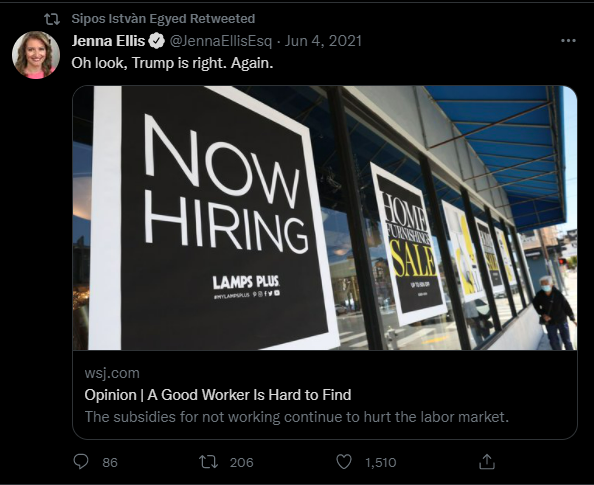 Sipos Istvàn Egyed Retweeted
Jenna Ellis @JennaEllisEsq · Jun 4, 2021
Oh look, Trump is right. Again.
NOW
HIRING
LAMPS PLUS
#MYLAMPSPLUS
HOME
FURNISHINGS
SALE
wsj.com
Opinion | A Good Worker Is Hard to Find
The subsidies for not working continue to hurt the labor market.
86 206 1,510